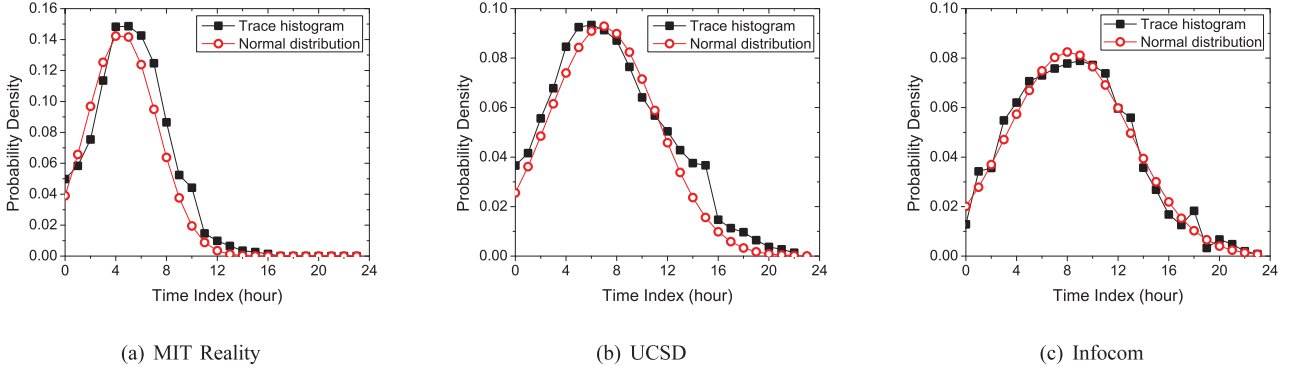 0.16
0.14
0.12
0.10
0.08
0.06
0.04
0.02
0.00
Probability Density
Trace histogram
Normal distribution
0 4 8 12 16 20 24
Time Index (hour)
(a) MIT Reality
0.10
0.08
0.06
0.04
0.02
0.00
Probability Density
Trace histogram
Normal distribution
0 4 8 12 16 20 24
Time Index (hour)
(b) UCSD
0.10
0.08
0.06
0.04
0.02
0.00
Probability Density
Trace histogram
Normal distribution
0 4 8 12 16 20 24
Time Index (hour)
(c) Infocom